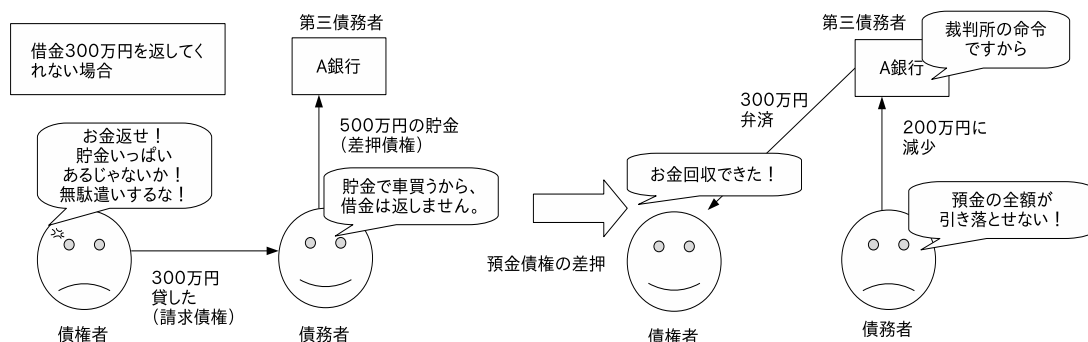 借金300万円を返してく
れない場合
第三債務者
A銀行
500万円の貯金
(差押債権)
お金返せ!
貯金いっぱい
あるじゃないか!
無駄遣いするな!
貯金で車買うから、
借金は返しません。
300万円
貸した
(請求債権)
債権者
債務者
預金債権の差押
第三債務者
A銀行
裁判所の命令
ですから
300万円
弁済
200万円に
減少
お金回収できた!
預金の全額が
引き落とせない!
債権者
債務者